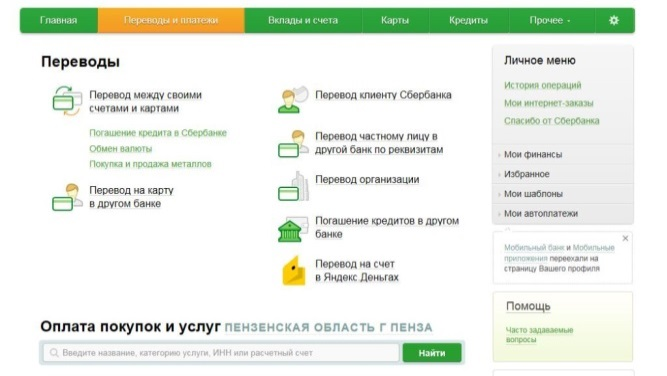 Главная Переводы и платежи Вклады и счета Карты Кредиты Прочее
Переводы
Перевод между своими
счетами и картами
Погашение кредита в Сбербанке
Обмен валюты
Покупка и продажа металлов
Перевод на карту
в другом банке
Перевод клиенту Сбербанка
Перевод частному лицу в
другой банк по реквизитам
Перевод организации
Погашение кредитов в другом
банке
Перевод на счет
в Яндекс.Деньгах
Личное меню
История операций
Мои интернет-заказы
Спасибо от Сбербанка
Мои финансы
Избранное
Мои шаблоны
Мои автоплатежи
Мобильный банк и Мобильные
приложения переехали на
страницу Вашего профиля
Помощь
Часто задаваемые
вопросы
Оплата покупок и услуг ПЕНЗЕНСКАЯ ОБЛАСТЬ Г ПЕНЗА
Введите название, категорию услуги, ИНН или расчетный счет Найти